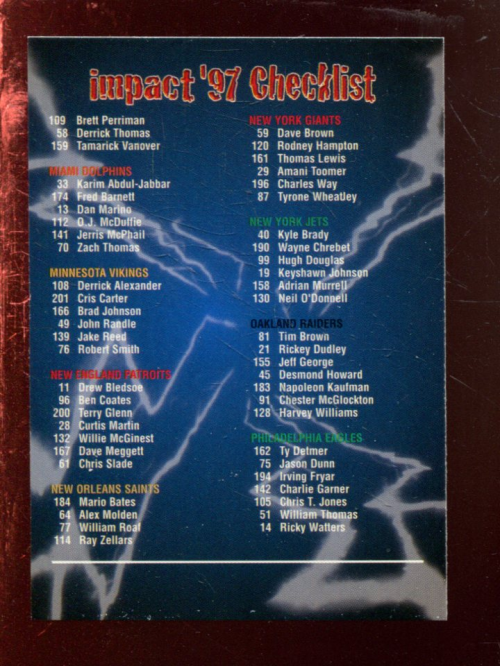 impact '97 Checklist
109 Brett Perriman
58 Derrick Thomas
159 Tamarick Vanover
MIAMI DOLPHINS
33 Karim Abdul-Jabbar
174 Fred Barnett
13 Dan Marino
112 O.J. McDuffie
141 Jerris McPhail
70 Zach Thomas
MINNESOTA VIKINGS
108 Derrick Alexander
201 Cris Carter
166 Brad Johnson
49 John Randle
139 Jake Reed
76 Robert Smith
NEW ENGLAND PATROITS
11 Drew Bledsoe
96 Ben Coates
200 Terry Glenn
28 Curtis Martin
132 Willie McGinest
167 Dave Meggett
61 Chris Slade
NEW ORLEANS SAINTS
184 Mario Bates
64 Alex Molden
77 William Roaf
114 Ray Zellars
NEW YORK GIANTS
59 Dave Brown
120 Rodney Hampton
161 Thomas Lewis
29 Amani Toomer
196 Charles Way
87 Tyrone Wheatley
NEW YORK JETS
40 Kyle Brady
190 Wayne Chrebet
99 Hugh Douglas
19 Keyshawn Johnson
158 Adrian Murrell
130 Neil O'Donnell
OAKLAND RAIDERS
81 Tim Brown
21 Rickey Dudley
155 Jeff George
45 Desmond Howard
183 Napoleon Kaufman
91 Chester McGlockton
128 Harvey Williams
PHILADELPHIA EAGLES
162 Ty Detmer
75 Jason Dunn
194 Irving Fryar
142 Charlie Garner
105 Chris T. Jones
51 William Thomas
14 Ricky Watters